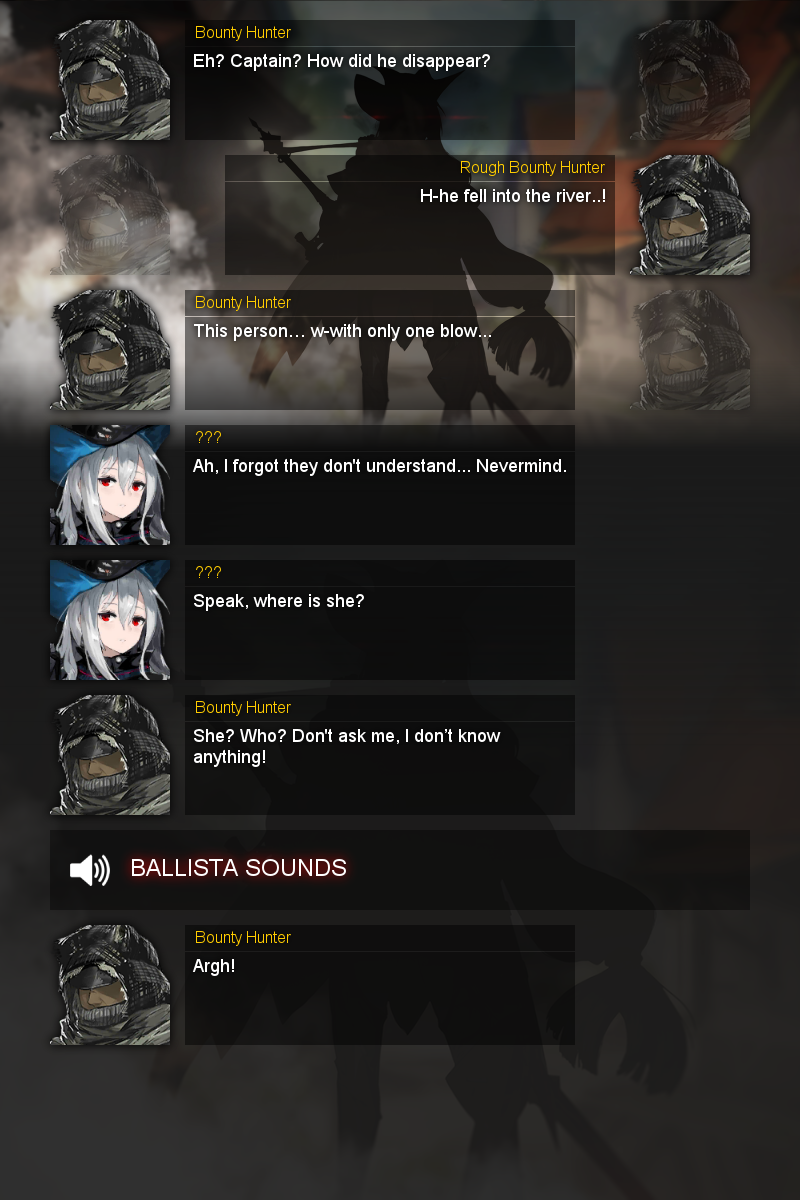 Bounty Hunter
Eh? Captain? How did he disappear?
Rough Bounty Hunter
H-he fell into the river..!
Bounty Hunter
This person... w-with only one blow...
???
Ah, I forgot they don't understand... Nevermind.
???
Speak, where is she?
Bounty Hunter
She? Who? Don't ask me, I don’t know
anything!
BALLISTA SOUNDS
Bounty Hunter
Argh!